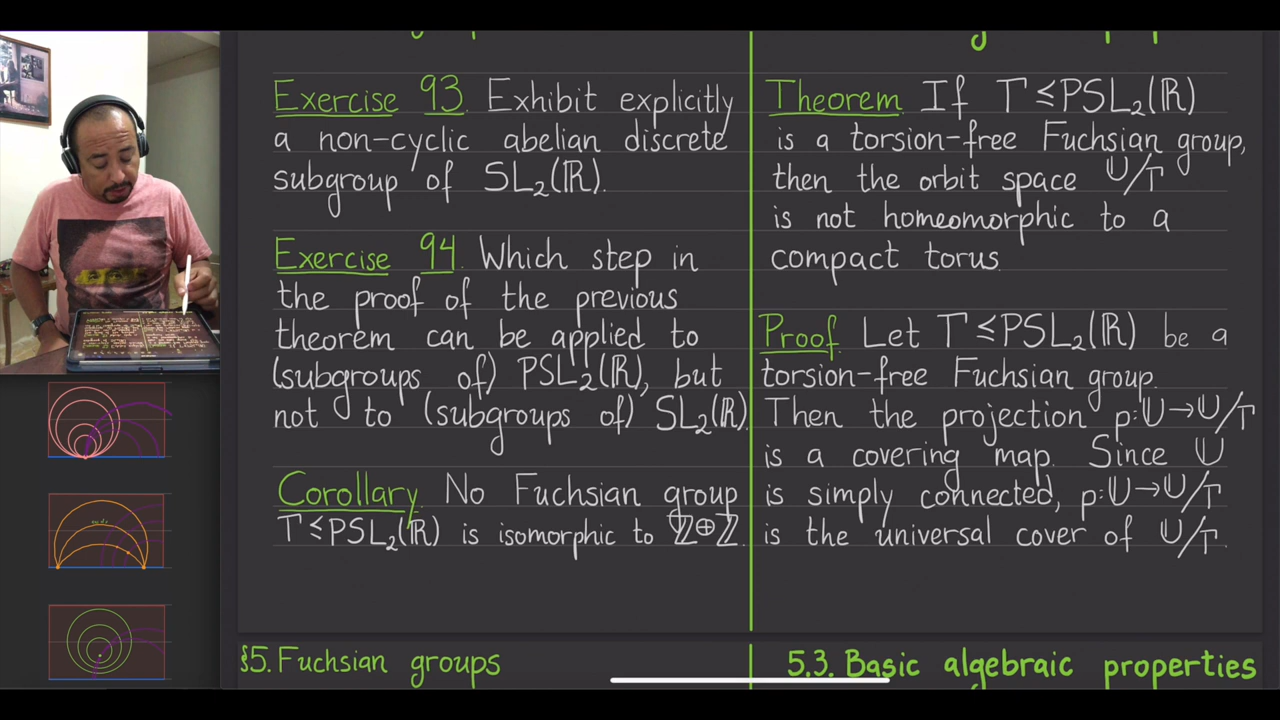 Exercise 93. Exhibit explicitly
a non-cyclic abelian discrete
subgroup of SL₂(ℝ).
Exercise 94. Which step in
the proof of the previous
theorem can be applied to
(subgroups of) PSL₂(ℝ), but
not to (subgroups of) SL₂(ℝ).
Corollary. No Fuchsian group
Γ ≤ PSL₂(ℝ) is isomorphic to ℤ⊕ℤ.
Theorem. If Γ ≤ PSL₂(ℝ)
is a torsion-free Fuchsian group,
then the orbit space 𝕌/Γ
is not homeomorphic to a
compact torus.
Proof. Let Γ ≤ PSL₂(ℝ) be a
torsion-free Fuchsian group.
Then the projection p:𝕌→𝕌/Γ
is a covering map. Since 𝕌
is simply connected, p:𝕌→𝕌/Γ
is the universal cover of 𝕌/Γ.
§5. Fuchsian groups
5.3. Basic algebraic properties